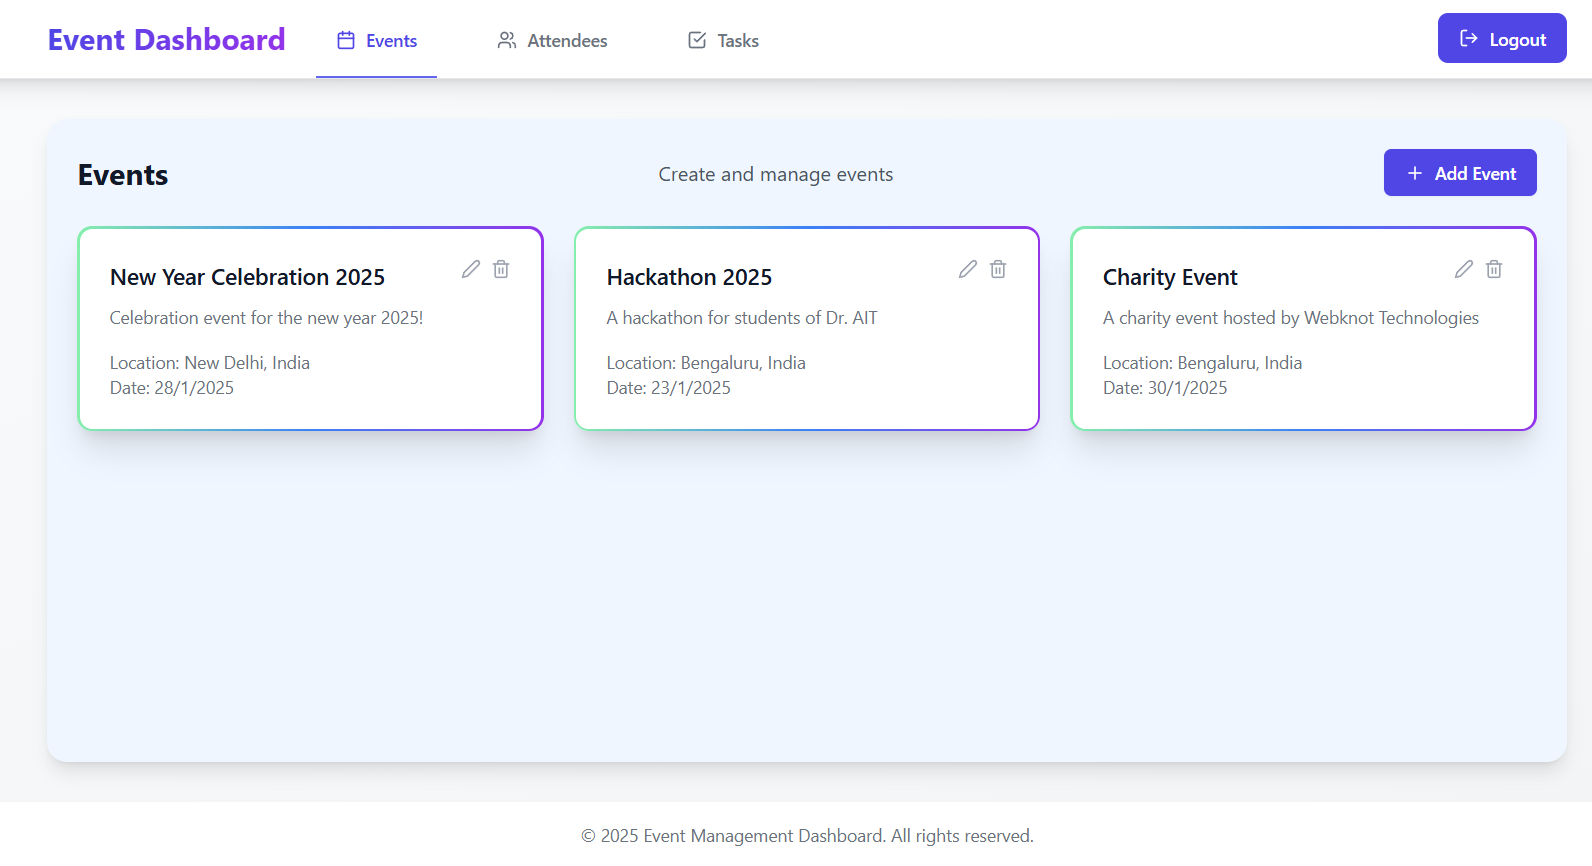 Event Dashboard
Events
Attendees
Tasks
Logout
Events
Create and manage events
Add Event
New Year Celebration 2025
Celebration event for the new year 2025!
Location: New Delhi, India
Date: 28/1/2025
Hackathon 2025
A hackathon for students of Dr. AIT
Location: Bengaluru, India
Date: 23/1/2025
Charity Event
A charity event hosted by Webknot Technologies
Location: Bengaluru, India
Date: 30/1/2025
© 2025 Event Management Dashboard. All rights reserved.